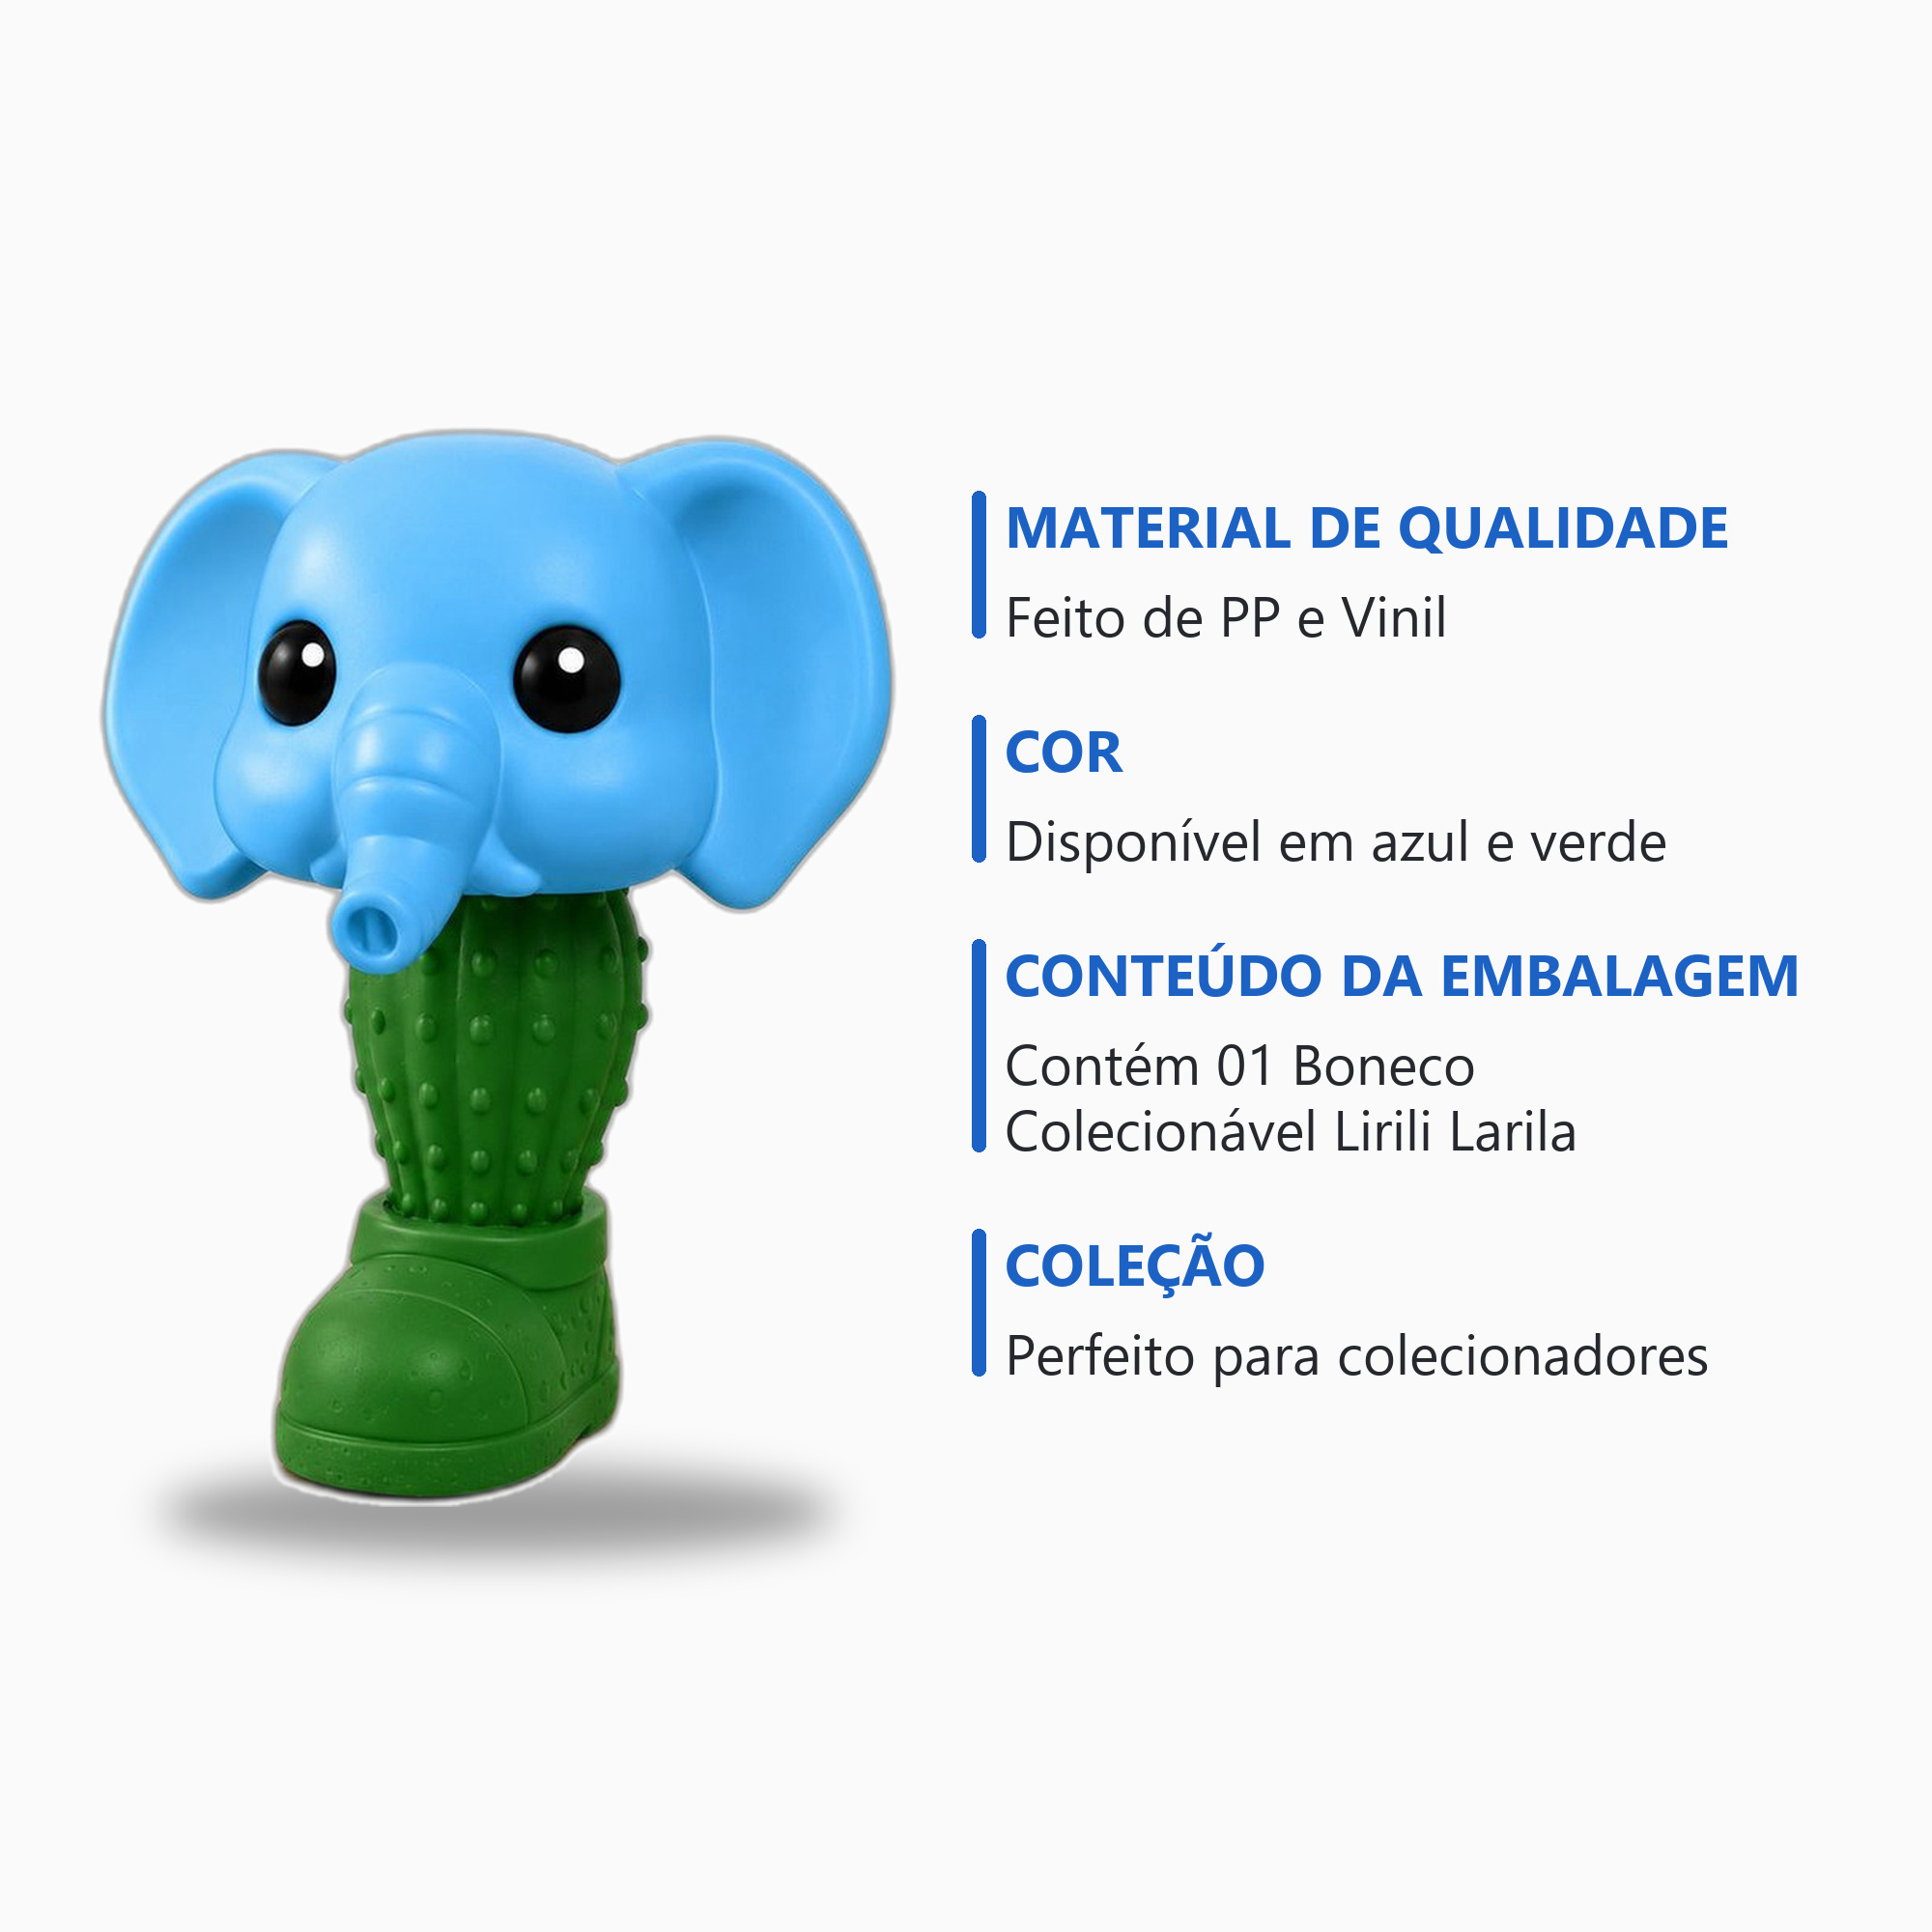 MATERIAL DE QUALIDADE
Feito de PP e Vinil
COR
Disponível em azul e verde
CONTEÚDO DA EMBALAGEM
Contém 01 Boneco
Colecionável Lirili Larila
COLEÇÃO
Perfeito para colecionadores